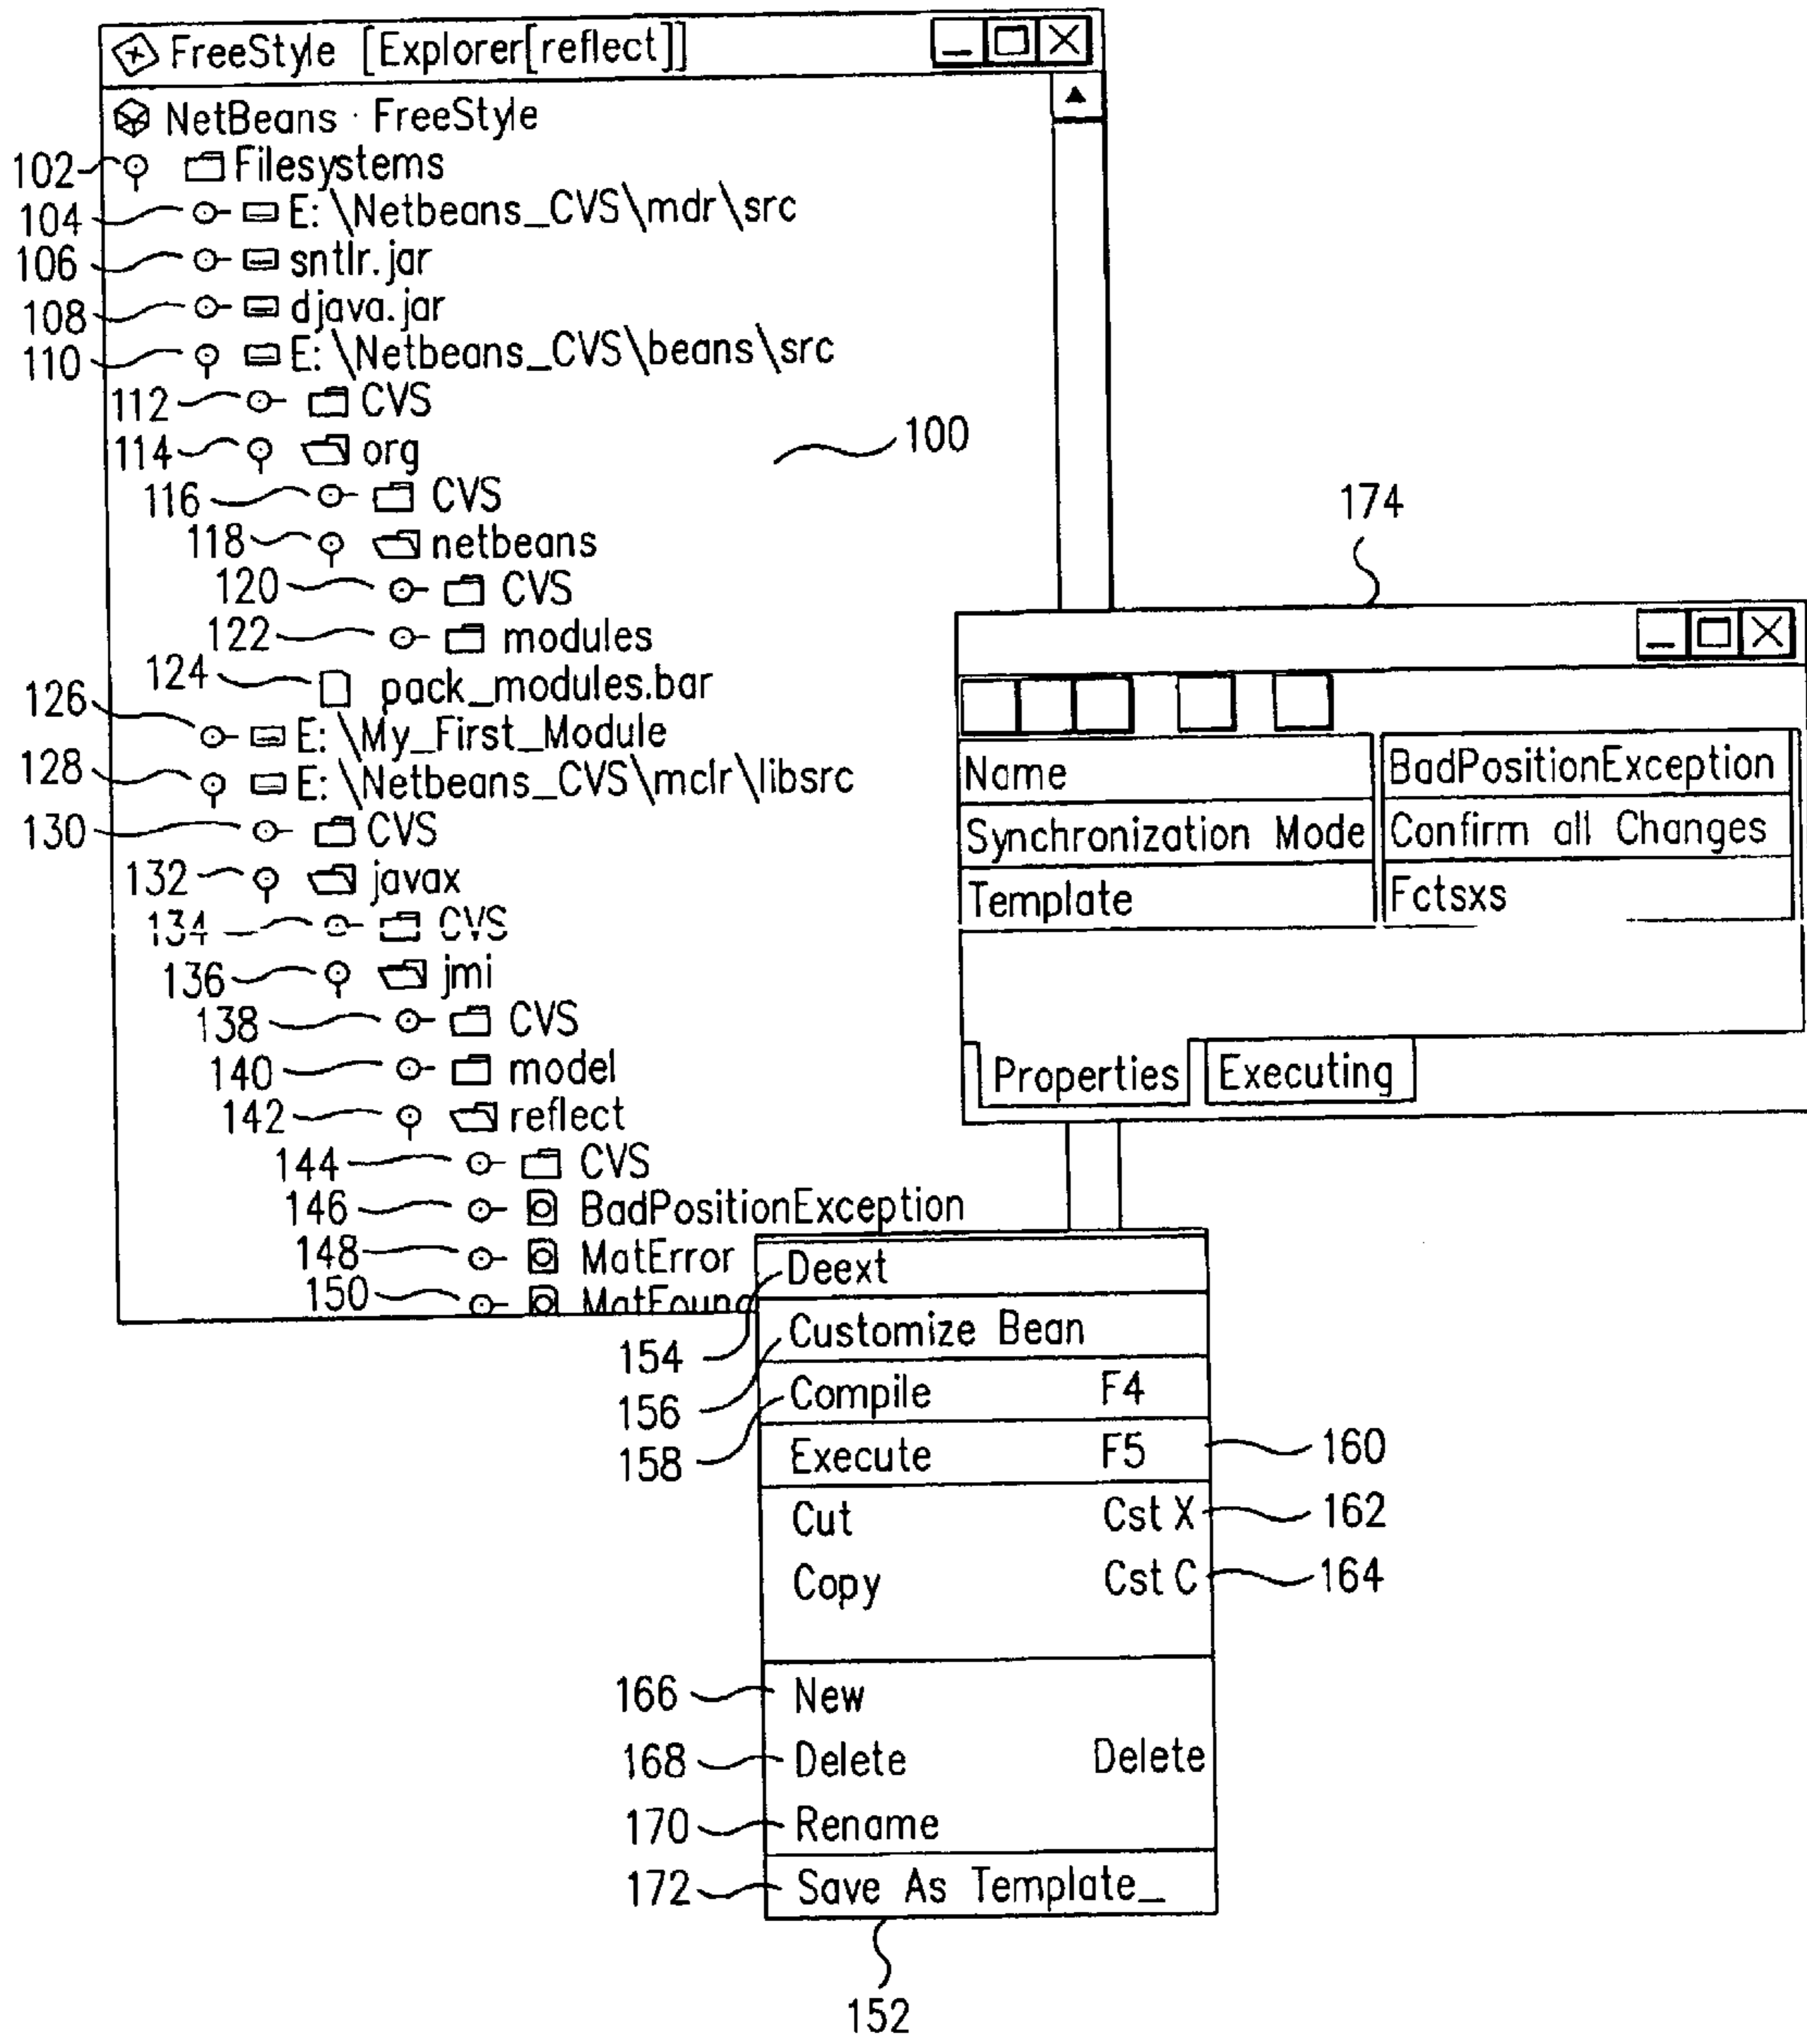 FreeStyle [Explorer[reflect]]
NetBeans · FreeStyle
102 Filesystems
104 E: \Netbeans_CVS\mdr\src
106 sntlr.jar
108 djava.jar
110 E: \Netbeans_CVS\beans\src
112 CVS
114 org
100
116 CVS
118 netbeans
120 CVS
122 modules
124 pack_modules.bar
126 E: \My_First_Module
128 E: \Netbeans_CVS\mclr\libsrc
130 CVS
132 javax
134 CVS
136 jmi
138 CVS
140 model
142 reflect
144 CVS
146 BadPositionException
148 MatError
150 MatFound
174
Name BadPositionException
Synchronization Mode Confirm all Changes
Template Fctsxs
Properties Executing
154 Deext
156 Customize Bean
158 Compile F4
Execute F5 160
Cut Cst X 162
Copy Cst C 164
166 New
168 Delete Delete
170 Rename
172 Save As Template_
152